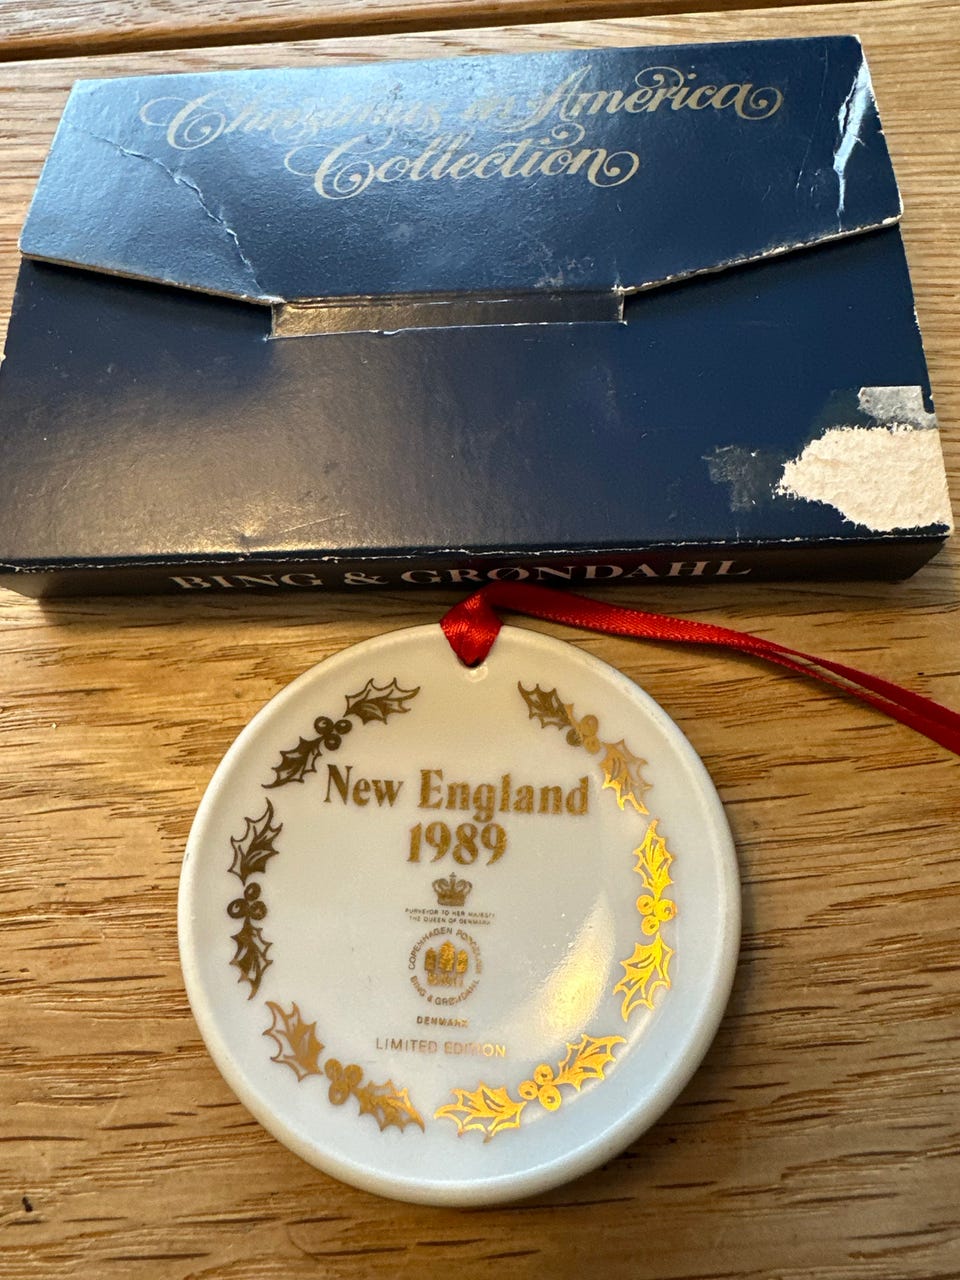 Christmas in America
Collection
BING & GRØNDAHL
New England
1989
PURVEYOR TO HER MAJESTY
THE QUEEN OF DENMARK
COPENHAGEN PORCELAIN
BING & GRØNDAHL
DENMARK
LIMITED EDITION